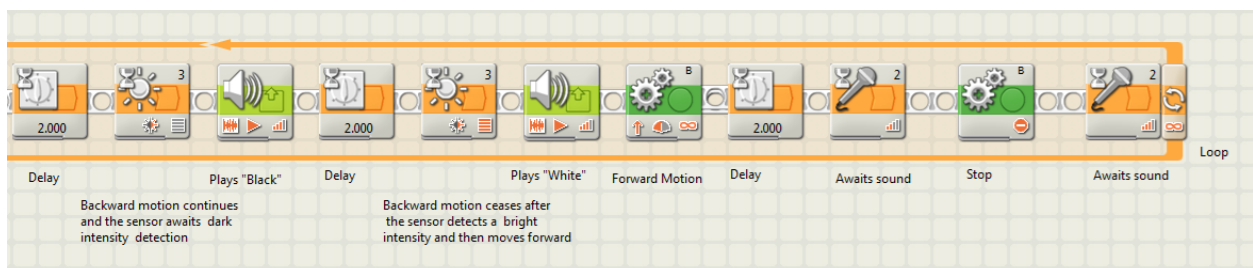 3
3
B
2
B
2
2.000
2.000
2.000
Loop
Delay
Plays "Black"
Delay
Plays "White"
Forward Motion
Delay
Awaits sound
Stop
Awaits sound
Backward motion continues
and the sensor awaits dark
intensity detection
Backward motion ceases after
the sensor detects a bright
intensity and then moves forward